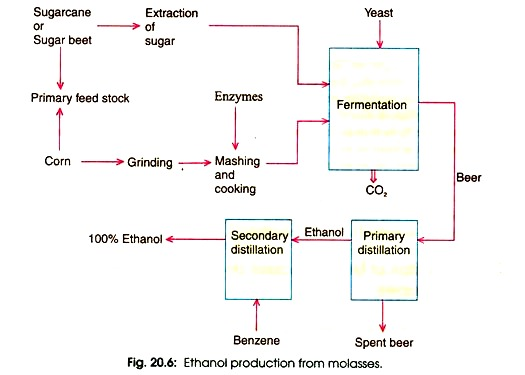 Sugarcane
or
Sugar beet
Extraction
of
sugar
Yeast
Primary feed stock
Enzymes
Fermentation
Corn
Grinding
Mashing
and
cooking
CO₂
Beer
100% Ethanol
Secondary
distillation
Ethanol
Primary
distillation
Benzene
Spent beer
Fig. 20.6: Ethanol production from molasses.